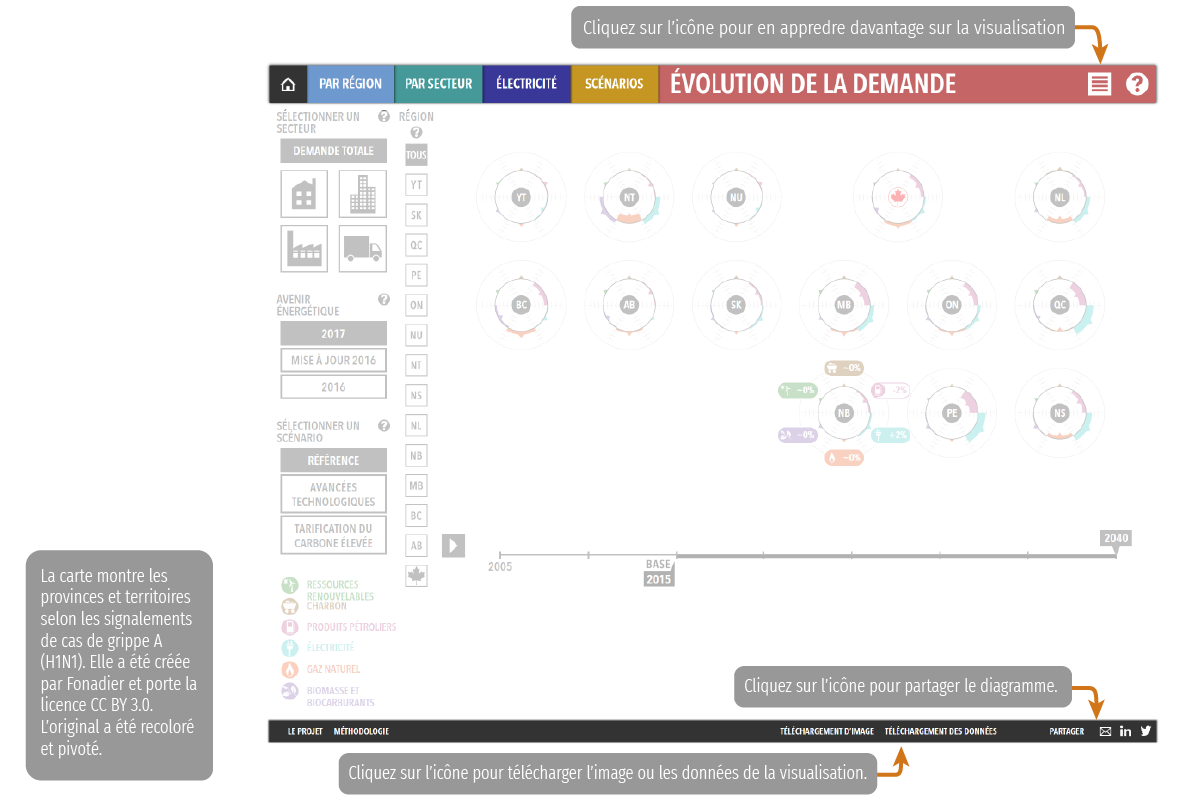 Cliquez sur l'icône pour en appredre davantage sur la visualisation
PAR RÉGION
PAR SECTEUR
ÉLECTRICITÉ
SCÉNARIOS
ÉVOLUTION DE LA DEMANDE
?
SÉLECTIONNER UN
SECTEUR
?
DEMANDE TOTALE
AVENIR
ÉNERGÉTIQUE
?
2017
MISE À JOUR 2016
2016
SÉLECTIONNER UN
SCÉNARIO
?
RÉFÉRENCE
AVANCÉES
TECHNOLOGIQUES
TARIFICATION DU
CARBONE ÉLEVÉE
RÉGION
?
TOUS
YT
SK
QC
PE
ON
NU
NT
NS
NL
NB
MB
BC
AB
YT
NT
NU
NL
BC
AB
SK
MB
ON
QC
~0%
~0%
-2%
NB
PE
NS
~0%
+2%
~0%
2005
BASE
2015
2040
RESSOURCES
RENOUVELABLES
CHARBON
PRODUITS PÉTROLIERS
ÉLECTRICITÉ
GAZ NATUREL
BIOMASSE ET
BIOCARBURANTS
La carte montre les
provinces et territoires
selon les signalements
de cas de grippe A
(H1N1). Elle a été créée
par Fonadier et porte la
licence CC BY 3.0.
L'original a été recoloré
et pivoté.
Cliquez sur l'icône pour partager le diagramme.
LE PROJET
MÉTHODOLOGIE
TÉLÉCHARGEMENT D'IMAGE
TÉLÉCHARGEMENT DES DONNÉES
PARTAGER
in
Cliquez sur l'icône pour télécharger l'image ou les données de la visualisation.